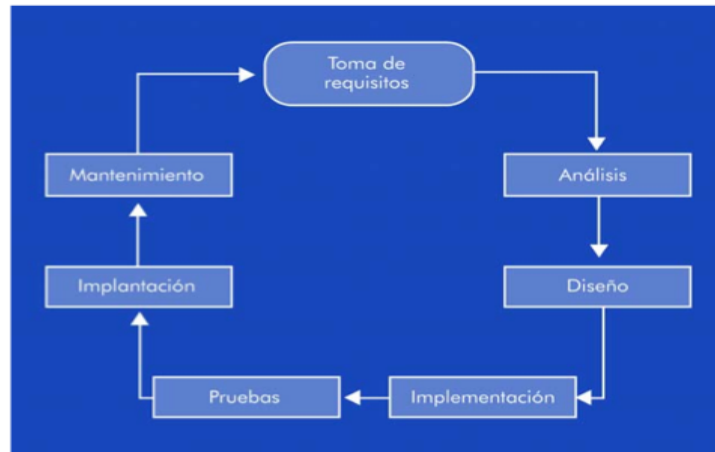 Toma de
requisitos
Mantenimiento
Análisis
Implantación
Diseño
Pruebas
Implementación